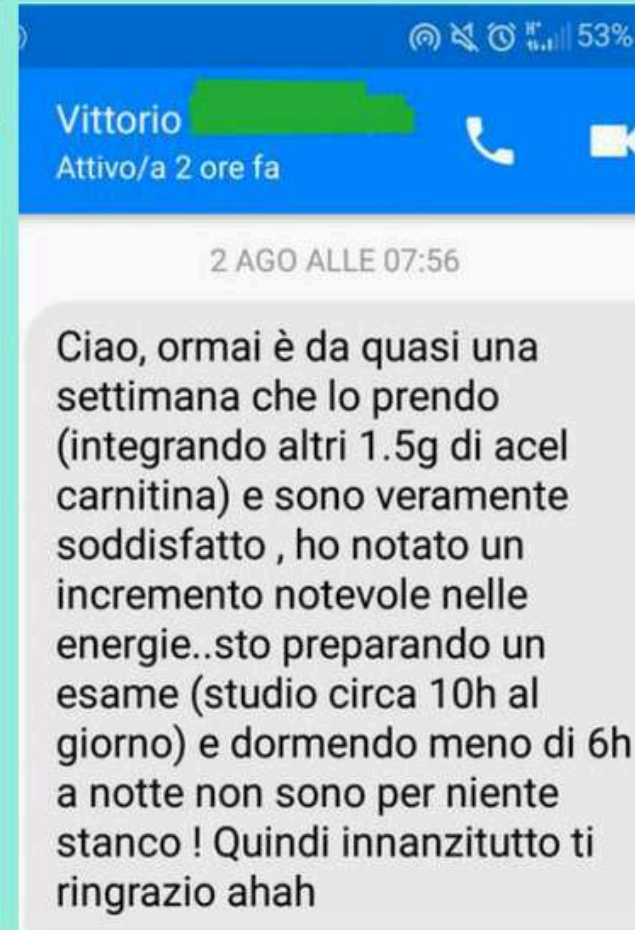 53%
Vittorio
Attivo/a 2 ore fa
2 AGO ALLE 07:56
Ciao, ormai è da quasi una
settimana che lo prendo
(integrando altri 1.5g di acel
carnitina) e sono veramente
soddisfatto , ho notato un
incremento notevole nelle
energie..sto preparando un
esame (studio circa 10h al
giorno) e dormendo meno di 6h
a notte non sono per niente
stanco ! Quindi innanzitutto ti
ringrazio ahah